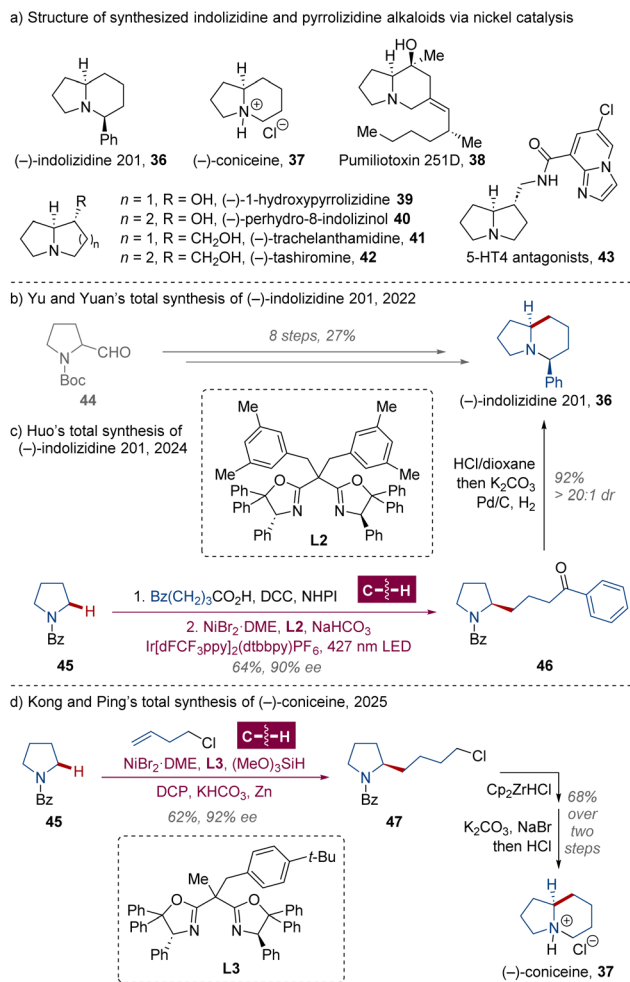 a) Structure of synthesized indolizidine and pyrrolizidine alkaloids via nickel catalysis
H
N
Ph
(–)-indolizidine 201, 36
H
N
⊕
H
Cl⊖
(–)-coniceine, 37
HO
Me
H
N
Me
Me
Pumiliotoxin 251D, 38
Cl
O
NH
N
N
H
N
5-HT4 antagonists, 43
H
R
N
( )n
n = 1, R = OH, (–)-1-hydroxypyrrolizidine 39
n = 2, R = OH, (–)-perhydro-8-indolizinol 40
n = 1, R = CH2OH, (–)-trachelanthamidine, 41
n = 2, R = CH2OH, (–)-tashiromine, 42
b) Yu and Yuan's total synthesis of (–)-indolizidine 201, 2022
N
CHO
Boc
44
8 steps, 27%
H
N
Ph
(–)-indolizidine 201, 36
c) Huo's total synthesis of
(–)-indolizidine 201, 2024
Me
Me
Me
Me
Ph
Ph
O
N
O
N
Ph
Ph
Ph
Ph
L2
HCl/dioxane
then K2CO3
Pd/C, H2
92%
> 20:1 dr
N
H
Bz
45
1. Bz(CH2)3CO2H, DCC, NHPI
C–H
2. NiBr2·DME, L2, NaHCO3
Ir[dFCF3ppy]2(dtbbpy)PF6, 427 nm LED
64%, 90% ee
N
Bz
O
46
d) Kong and Ping's total synthesis of (–)-coniceine, 2025
N
H
Bz
45
Cl
C–H
NiBr2·DME, L3, (MeO)3SiH
DCP, KHCO3, Zn
62%, 92% ee
N
Bz
Cl
47
Cp2ZrHCl
K2CO3, NaBr
then HCl
68%
over
two
steps
t-Bu
Me
Ph
Ph
O
N
O
N
Ph
Ph
Ph
Ph
L3
H
N
⊕
H
Cl⊖
(–)-coniceine, 37